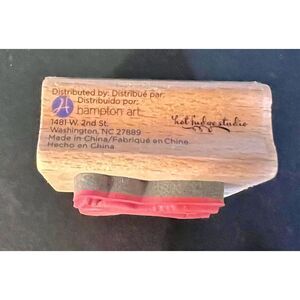 Distributed by: Distribué par:
Distribuido por:
hampton art
1481 W. 2nd St.
Washington, NC 27889
Made in China/Fabriqué en Chine
Hecho en China
hot fudge studio